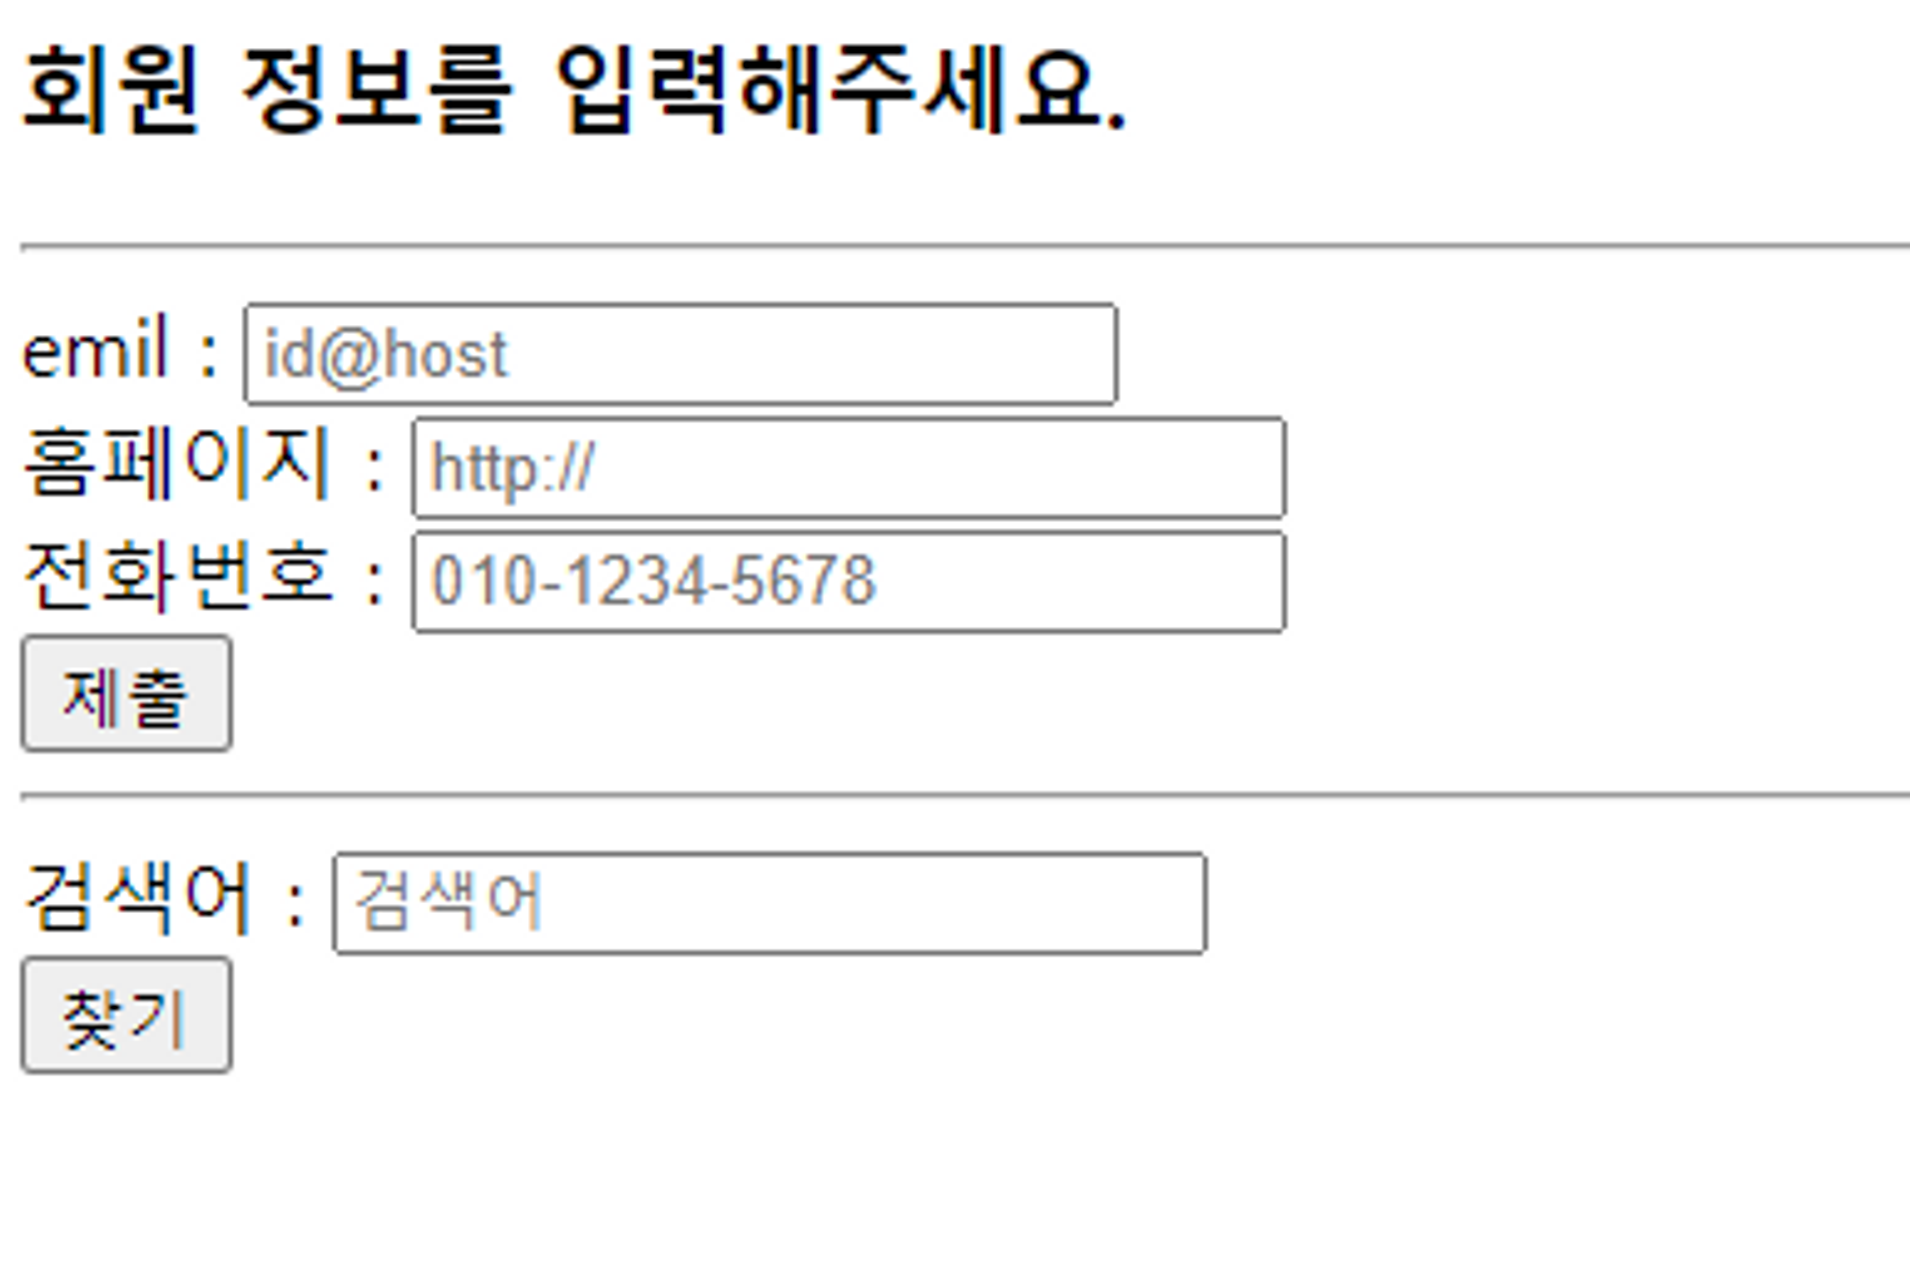 회원 정보를 입력해주세요.
emil : id@host
홈페이지 : http://
전화번호 : 010-1234-5678
제출
검색어 : 검색어
찾기